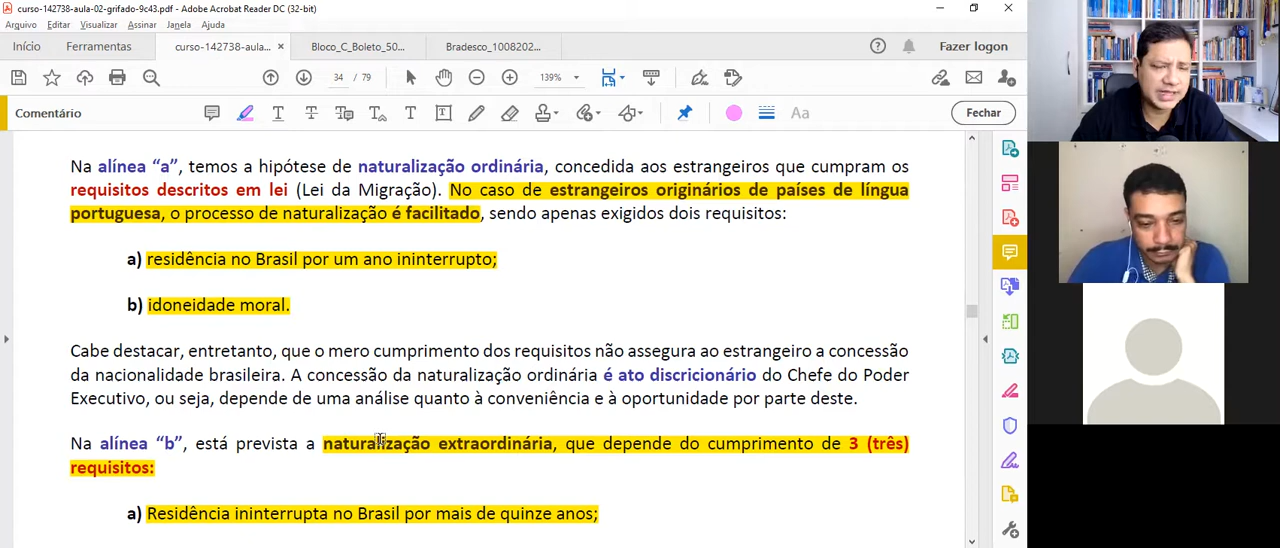 curso-142738-aula-02-grifado-9c43.pdf - Adobe Acrobat Reader DC (32-bit)
Arquivo Editar Visualizar Assinar Janela Ajuda
Início Ferramentas curso-142738-aula... × Bloco_C_Boleto_50... Bradesco_1008202... Fazer logon
34 / 79 139%
Comentário Aa Fechar
Na alínea “a”, temos a hipótese de naturalização ordinária, concedida aos estrangeiros que cumpram os
requisitos descritos em lei (Lei da Migração). No caso de estrangeiros originários de países de língua
portuguesa, o processo de naturalização é facilitado, sendo apenas exigidos dois requisitos:
a) residência no Brasil por um ano ininterrupto;
b) idoneidade moral.
Cabe destacar, entretanto, que o mero cumprimento dos requisitos não assegura ao estrangeiro a concessão
da nacionalidade brasileira. A concessão da naturalização ordinária é ato discricionário do Chefe do Poder
Executivo, ou seja, depende de uma análise quanto à conveniência e à oportunidade por parte deste.
Na alínea “b”, está prevista a naturalização extraordinária, que depende do cumprimento de 3 (três)
requisitos:
a) Residência ininterrupta no Brasil por mais de quinze anos;